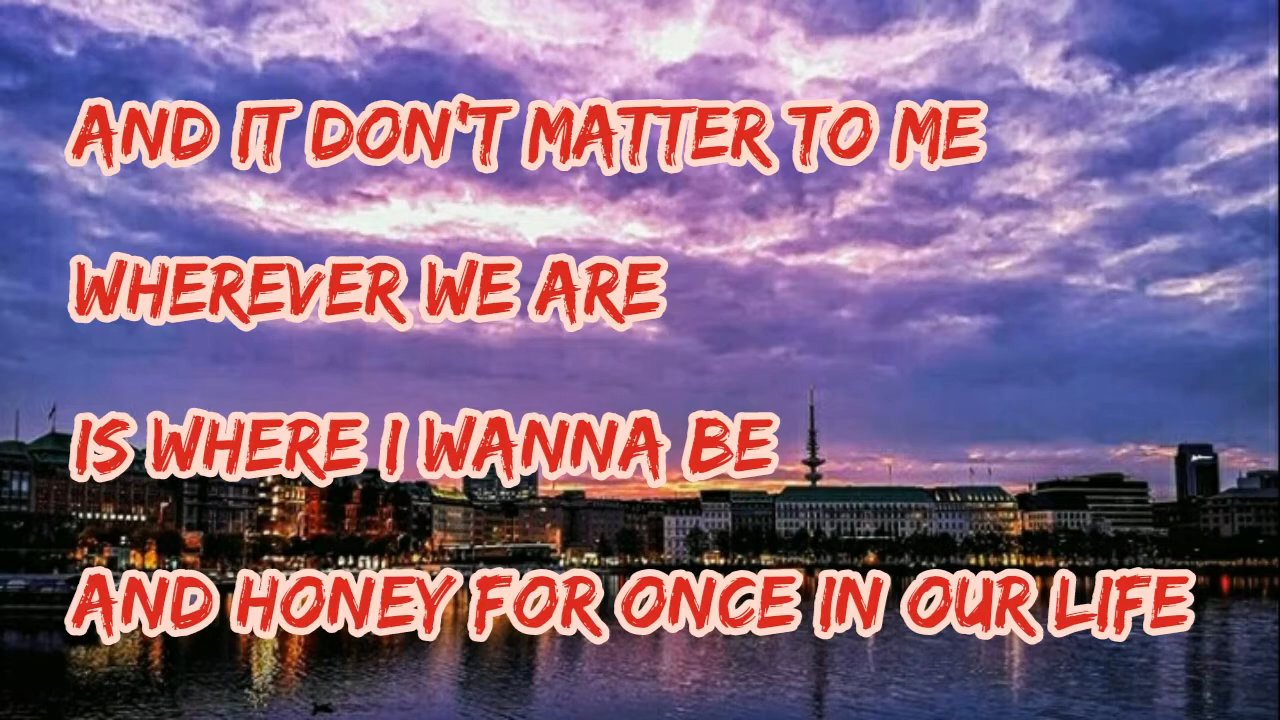 AND IT DON'T MATTER TO ME
WHEREVER WE ARE
IS WHERE I WANNA BE
AND HONEY FOR ONCE IN OUR LIFE